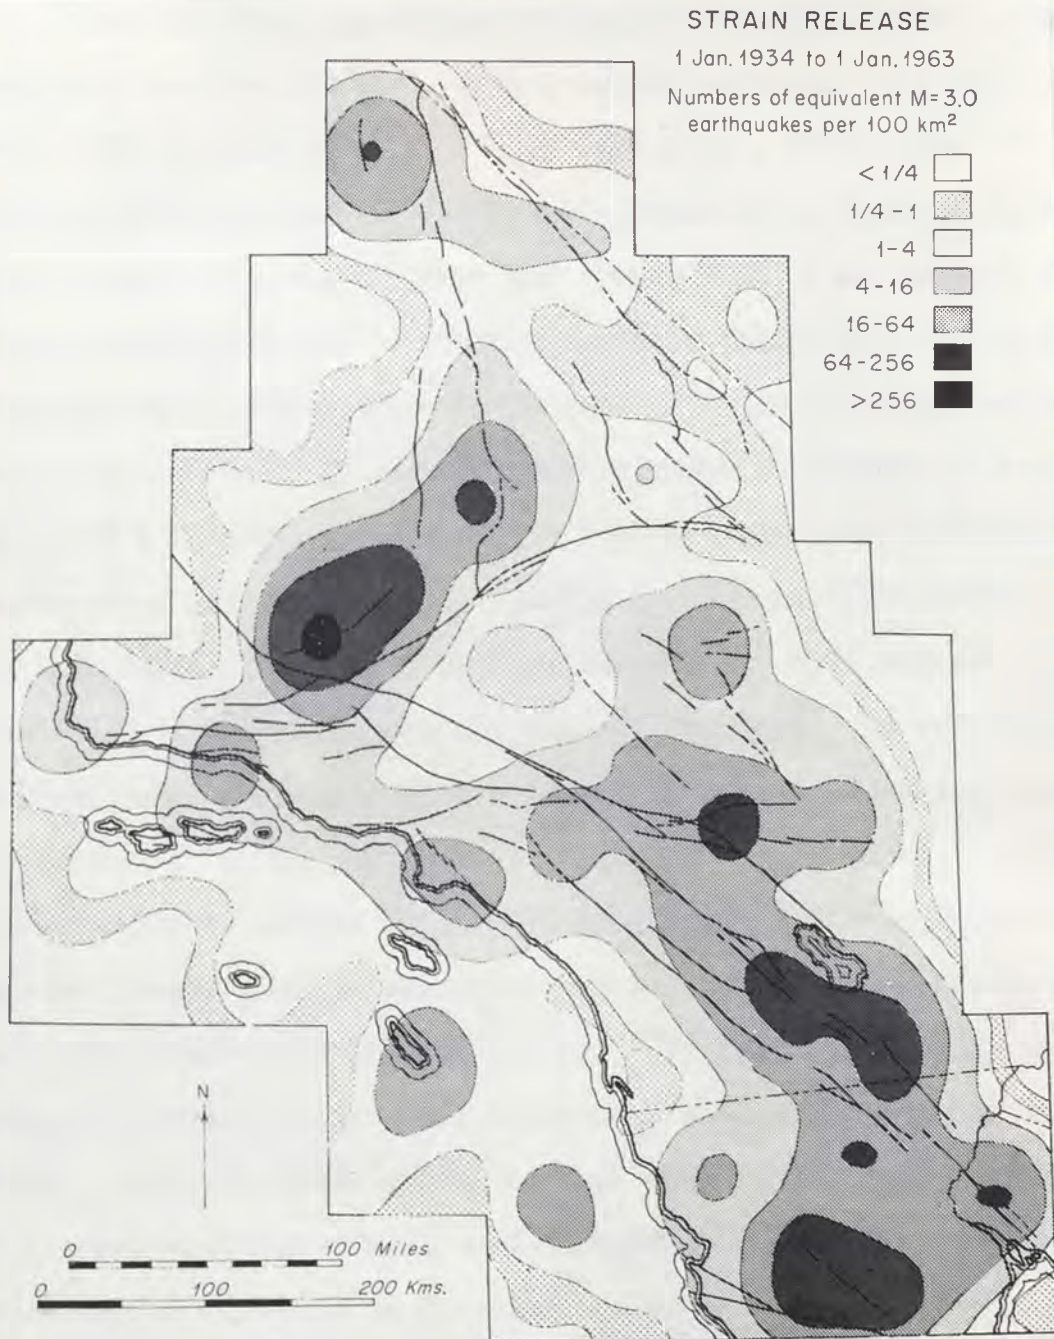 STRAIN RELEASE
1 Jan. 1934 to 1 Jan. 1963
Numbers of equivalent M=3.0
earthquakes per 100 km²
<1/4
1/4-1
1-4
4-16
16-64
64-256
>256
N
0 100 Miles
0 100 200 Kms.